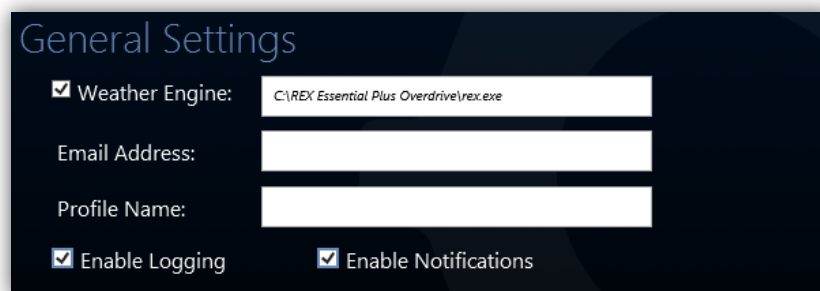 General Settings
Weather Engine: C:\REX Essential Plus Overdrive\rex.exe
Email Address:
Profile Name:
Enable Logging Enable Notifications